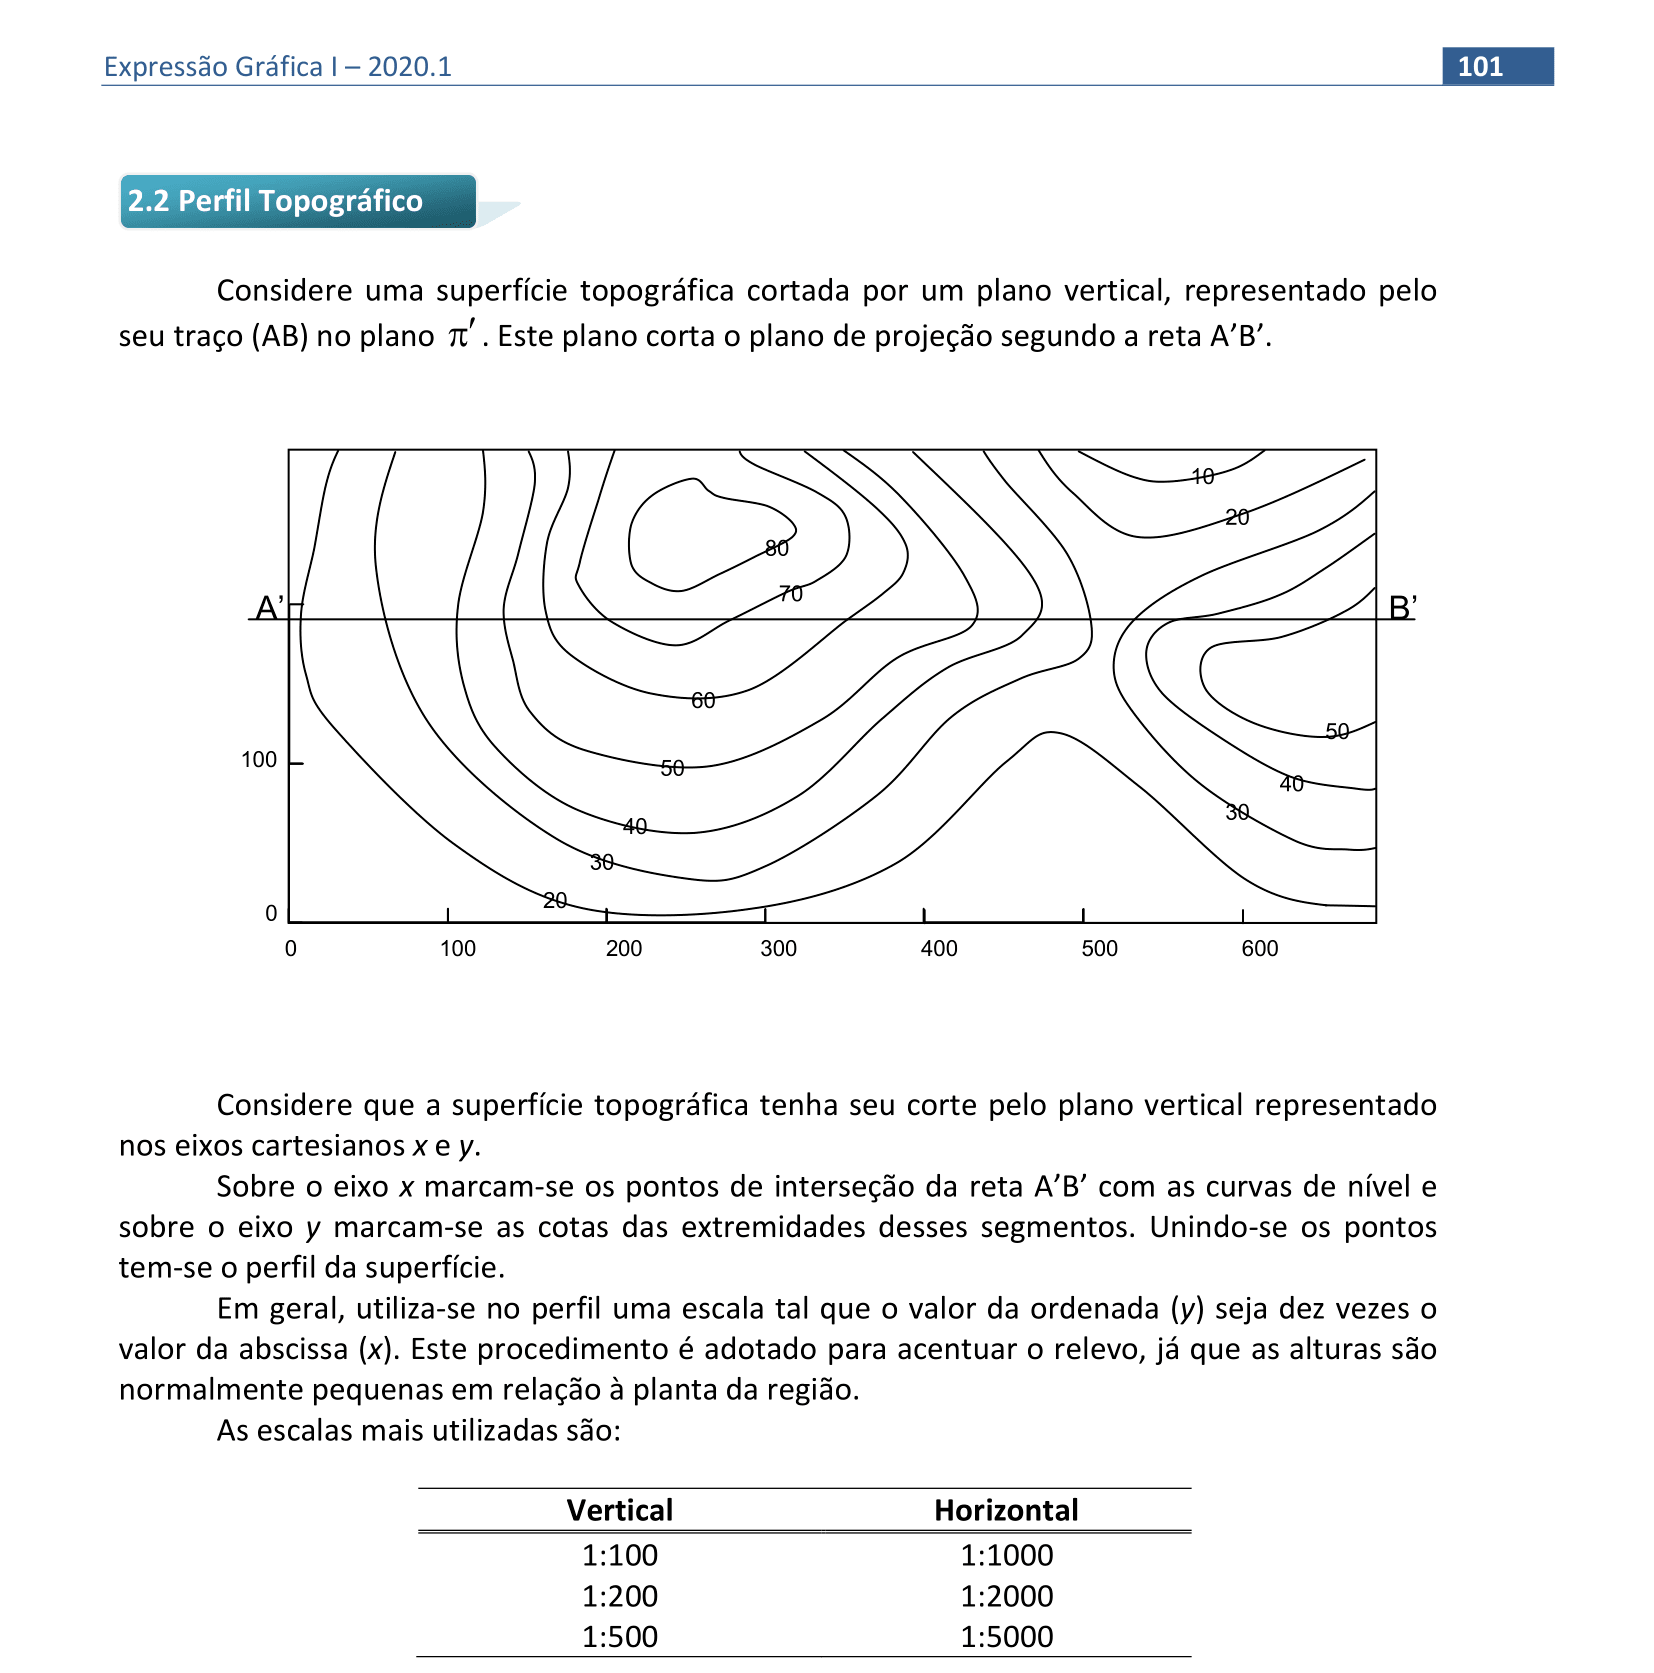 Expressão Gráfica I – 2020.1
101
2.2 Perfil Topográfico
Considere uma superfície topográfica cortada por um plano vertical, representado pelo
seu traço (AB) no plano π′. Este plano corta o plano de projeção segundo a reta A’B’.
10
20
80
70
A’
B’
60
50
100
50
40
30
40
30
20
0
0
100
200
300
400
500
600
Considere que a superfície topográfica tenha seu corte pelo plano vertical representado
nos eixos cartesianos x e y.
Sobre o eixo x marcam-se os pontos de interseção da reta A’B’ com as curvas de nível e
sobre o eixo y marcam-se as cotas das extremidades desses segmentos. Unindo-se os pontos
tem-se o perfil da superfície.
Em geral, utiliza-se no perfil uma escala tal que o valor da ordenada (y) seja dez vezes o
valor da abscissa (x). Este procedimento é adotado para acentuar o relevo, já que as alturas são
normalmente pequenas em relação à planta da região.
As escalas mais utilizadas são:
Vertical Horizontal
1:100 1:1000
1:200 1:2000
1:500 1:5000